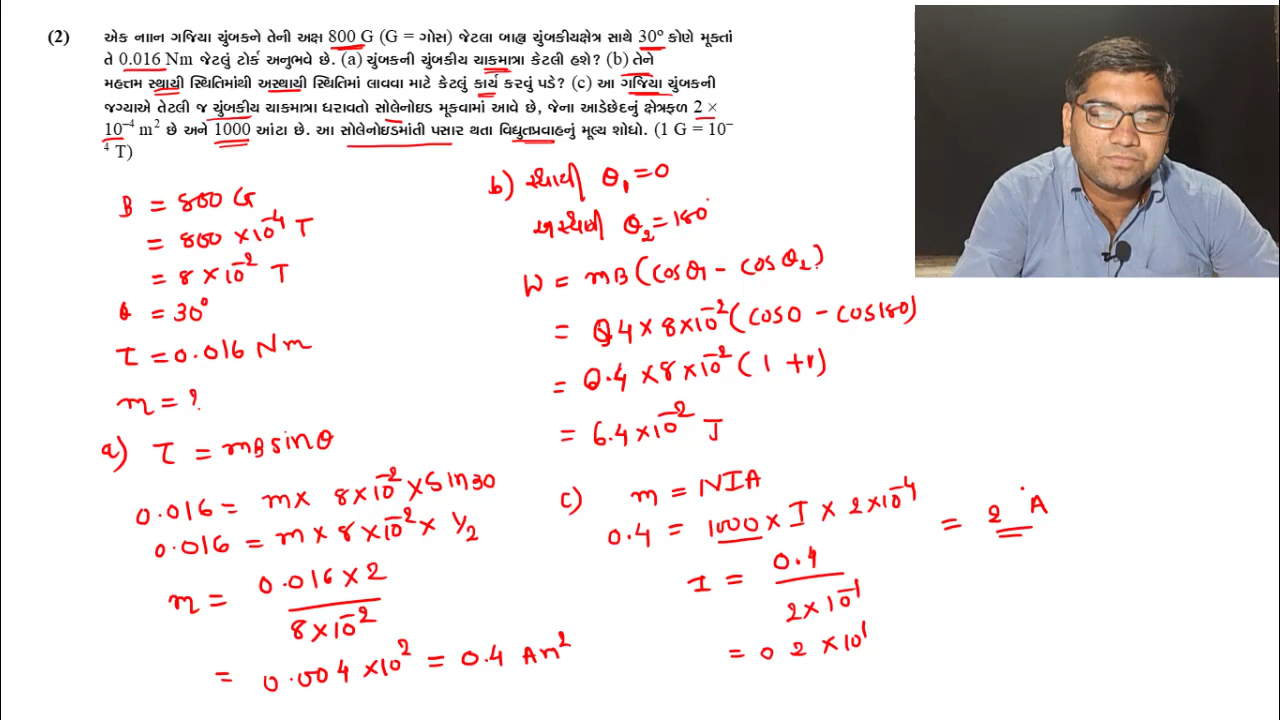 (2) એક નાાન ગજિયા ચુંબકને તેની અક્ષ 800 G (G = ગોસ) જેટલા બાહ્ય ચુંબકીયક્ષેત્ર સાથે 30° કોણે મૂક્તાં
તે 0.016 Nm જેટલું ટોર્ક અનુભવે છે. (a) ચુંબકની ચુંબકીય ચાકમાત્રા કેટલી હશે? (b) તેને
મહત્તમ સ્થાયી સ્થિતિમાંથી અસ્થાયી સ્થિતિમાં લાવવા માટે કેટલું કાર્ય કરવું પડે? (c) આ ગજિયા ચુંબકની
જગ્યાએ તેટલી જ ચુંબકીય ચાકમાત્રા ધરાવતો સોલેનોઇડ મૂકવામાં આવે છે, જેના આડેછેદનું ક્ષેત્રફળ 2 ×
10⁻⁴ m² છે અને 1000 આંટા છે. આ સોલેનોઇડમાંતી પસાર થતા વિદ્યુતપ્રવાહનું મૂલ્ય શોધો. (1 G = 10⁻
⁴ T)
B = 800 G
= 800 × 10⁻⁴ T
= 8 × 10⁻² T
θ = 30°
τ = 0.016 Nm
m = ?
a) τ = mB sinθ
0.016 = m × 8 × 10⁻² × Sin 30
0.016 = m × 8 × 10⁻² × 1/2
m = 0.016 × 2 / 8 × 10⁻²
= 0.004 × 10² = 0.4 Am²
b) સ્થાયી θ₁ = 0
અસ્થાયી θ₂ = 180°
W = mB (cosθ₁ – cosθ₂)
= 0.4 × 8 × 10⁻² (cos0 – cos180)
= 0.4 × 8 × 10⁻² (1 + 1)
= 6.4 × 10⁻² J
c) m = NIA
0.4 = 1000 × I × 2 × 10⁻⁴
I = 0.4 / 2 × 10⁻¹
= 0.2 × 10¹
= 2 A